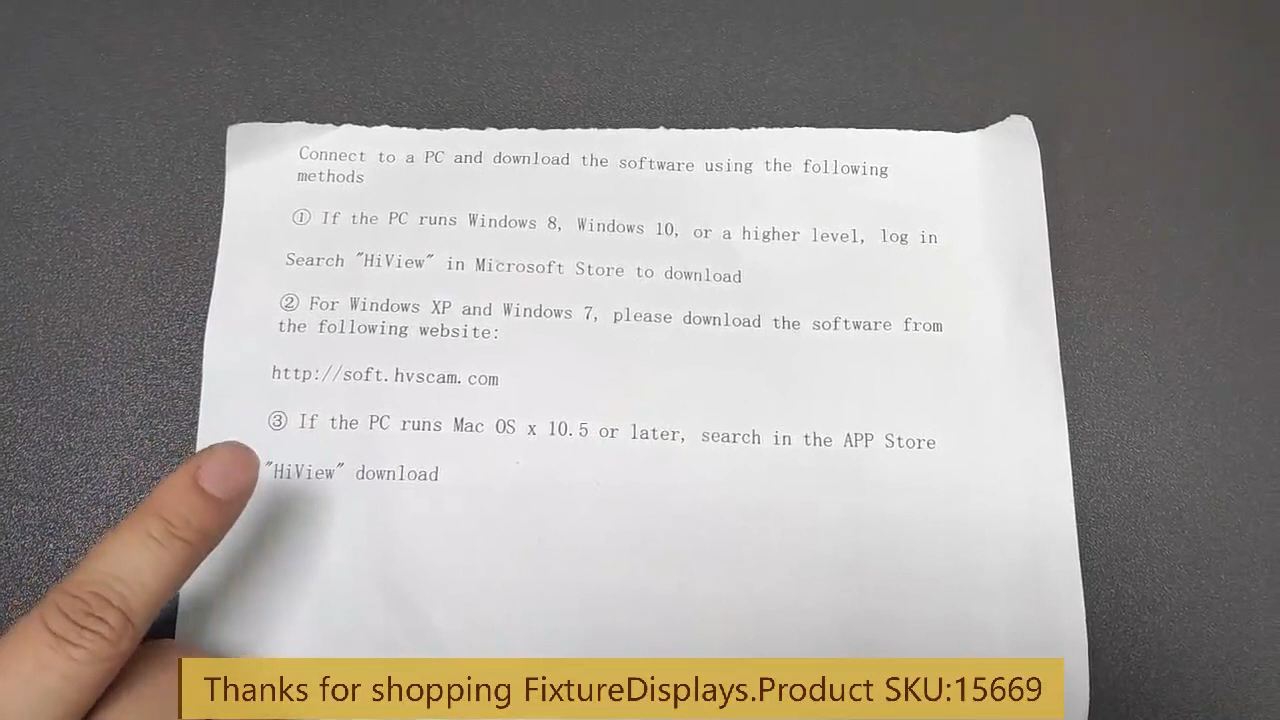 Connect to a PC and download the software using the following
methods
① If the PC runs Windows 8, Windows 10, or a higher level, log in
Search "HiView" in Microsoft Store to download
② For Windows XP and Windows 7, please download the software from
the following website:
http://soft.hvscam.com
③ If the PC runs Mac OS x 10.5 or later, search in the APP Store
"HiView" download
Thanks for shopping FixtureDisplays.Product SKU:15669